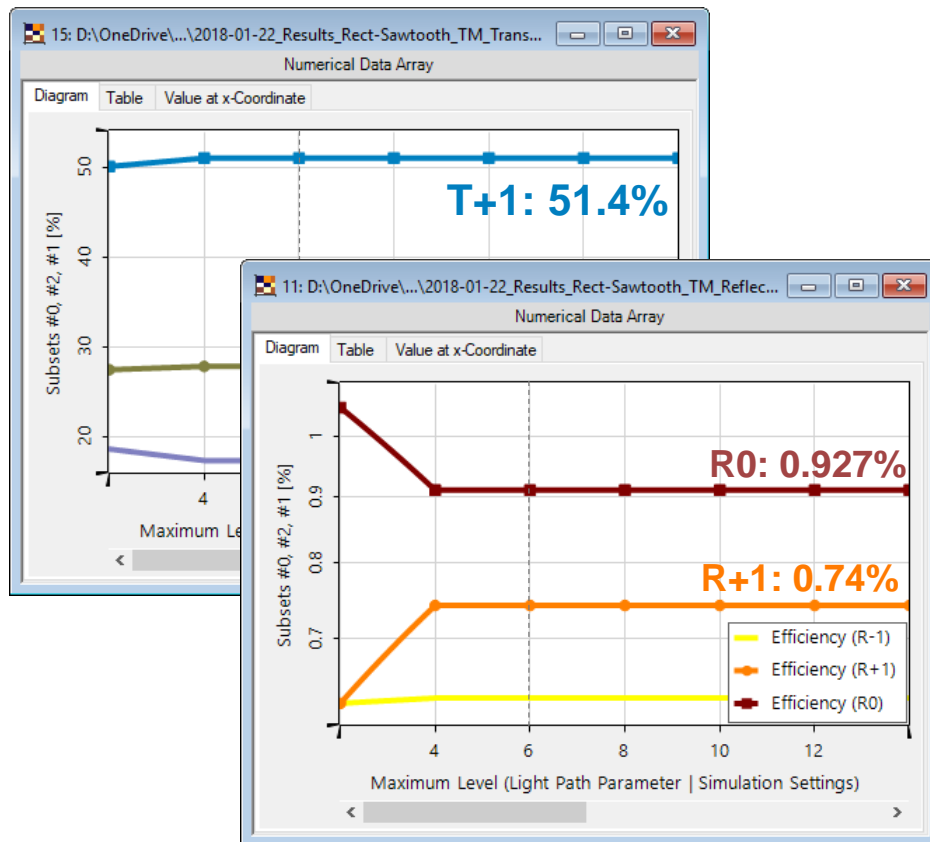 15: D:\OneDrive\...\2018-01-22_Results_Rect-Sawtooth_TM_Trans...
Numerical Data Array
Diagram Table Value at x-Coordinate
Subsets #0, #2, #1 [%]
50
40
30
20
T+1: 51.4%
4
Maximum Le
11: D:\OneDrive\...\2018-01-22_Results_Rect-Sawtooth_TM_Reflec...
Numerical Data Array
Diagram Table Value at x-Coordinate
Subsets #0, #2, #1 [%]
1
0.9
0.8
0.7
R0: 0.927%
R+1: 0.74%
Efficiency (R-1)
Efficiency (R+1)
Efficiency (R0)
4 6 8 10 12
Maximum Level (Light Path Parameter | Simulation Settings)